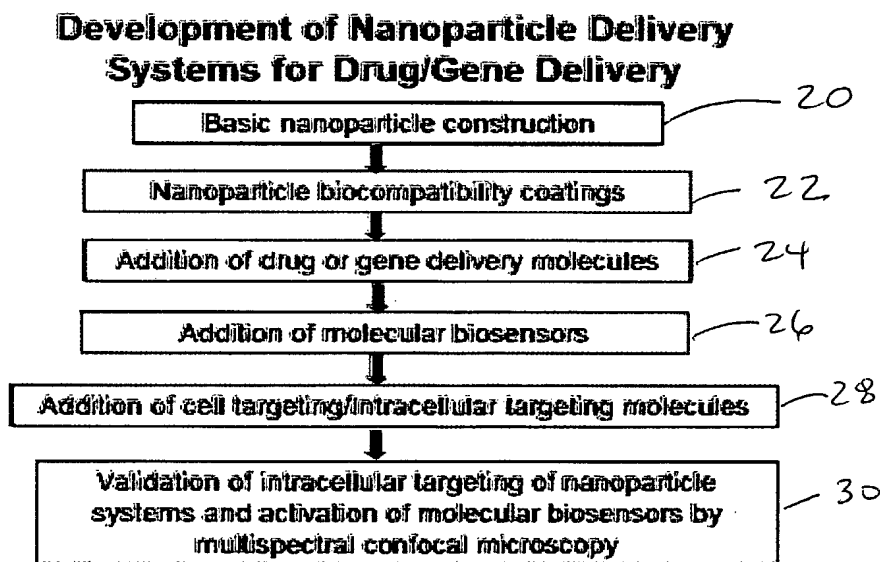 Development of Nanoparticle Delivery
Systems for Drug/Gene Delivery
Basic nanoparticle construction
20
Nanoparticle biocompatibility coatings
22
Addition of drug or gene delivery molecules
24
Addition of molecular biosensors
26
Addition of cell targeting/intracellular targeting molecules
28
Validation of intracellular targeting of nanoparticle
systems and activation of molecular biosensors by
multispectral confocal microscopy
30